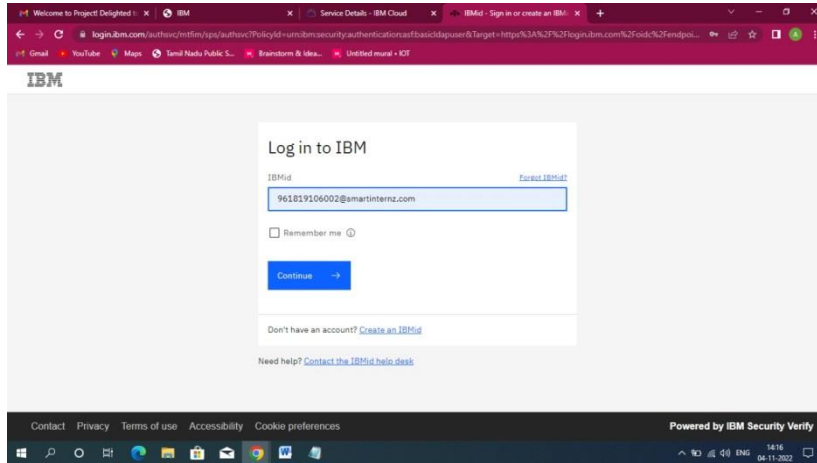 Welcome to Project! Delighted t
IBM
Service Details - IBM Cloud
IBMid - Sign in or create an IBMi
login.ibm.com/authsvc/mtfim/sps/authsvc?PolicyId=urn:ibm:security:authentication:asf:basicldapuser&Target=https%3A%2F%2Flogin.ibm.com%2Foidc%2Fendpoi...
A
Gmail
YouTube
Maps
Tamil Nadu Public S...
Brainstorm & Idea...
Untitled mural • IOT
IBM
Log in to IBM
IBMid
Forgot IBMid?
961819106002@smartinternz.com
Remember me
Continue
Don't have an account? Create an IBMid
Need help? Contact the IBMid help desk
Contact Privacy Terms of use Accessibility Cookie preferences
Powered by IBM Security Verify
ENG
14:16
04-11-2022